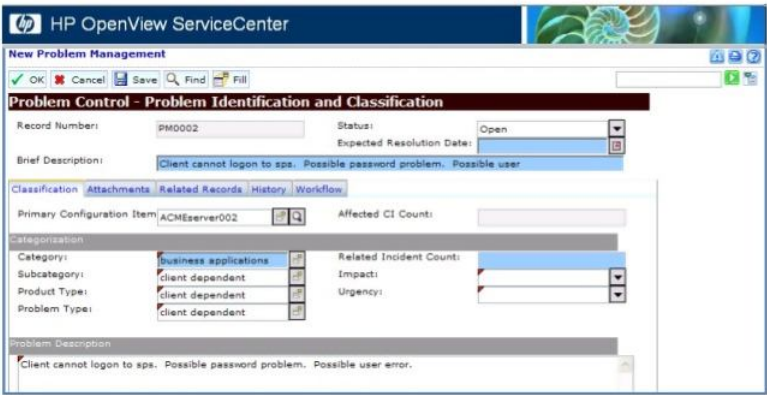 HP OpenView ServiceCenter
New Problem Management
OK Cancel Save Find Fill
Problem Control - Problem Identification and Classification
Record Number: PM0002 Status: Open
Expected Resolution Date:
Brief Description: Client cannot logon to sps. Possible password problem. Possible user
Classification Attachments Related Records History Workflow
Primary Configuration Item ACMEserver002 Affected CI Count:
Categorization
Category: business applications Related Incident Count:
Subcategory: client dependent Impact:
Product Type: client dependent Urgency:
Problem Type: client dependent
Problem Description
Client cannot logon to sps. Possible password problem. Possible user error.